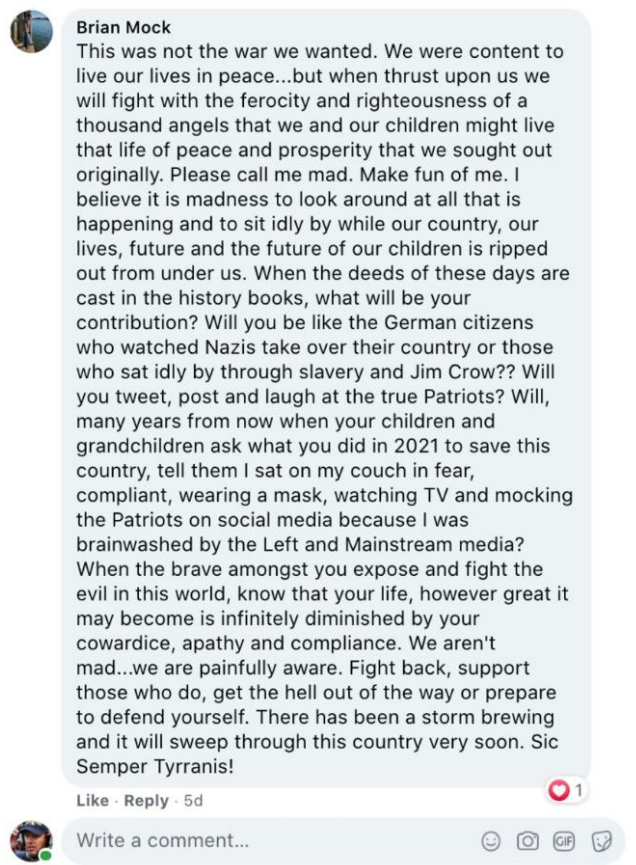 Brian Mock
This was not the war we wanted. We were content to
live our lives in peace...but when thrust upon us we
will fight with the ferocity and righteousness of a
thousand angels that we and our children might live
that life of peace and prosperity that we sought out
originally. Please call me mad. Make fun of me. I
believe it is madness to look around at all that is
happening and to sit idly by while our country, our
lives, future and the future of our children is ripped
out from under us. When the deeds of these days are
cast in the history books, what will be your
contribution? Will you be like the German citizens
who watched Nazis take over their country or those
who sat idly by through slavery and Jim Crow?? Will
you tweet, post and laugh at the true Patriots? Will,
many years from now when your children and
grandchildren ask what you did in 2021 to save this
country, tell them I sat on my couch in fear,
compliant, wearing a mask, watching TV and mocking
the Patriots on social media because I was
brainwashed by the Left and Mainstream media?
When the brave amongst you expose and fight the
evil in this world, know that your life, however great it
may become is infinitely diminished by your
cowardice, apathy and compliance. We aren't
mad...we are painfully aware. Fight back, support
those who do, get the hell out of the way or prepare
to defend yourself. There has been a storm brewing
and it will sweep through this country very soon. Sic
Semper Tyrranis!
1
Like · Reply · 5d
Write a comment...
GIF